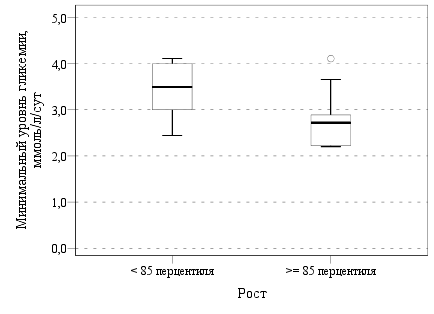 Минимальный уровень гликемии,
ммоль/л/сут
5,0
4,0
3,0
2,0
1,0
0,0
< 85 перцентиля
>= 85 перцентиля
Рост